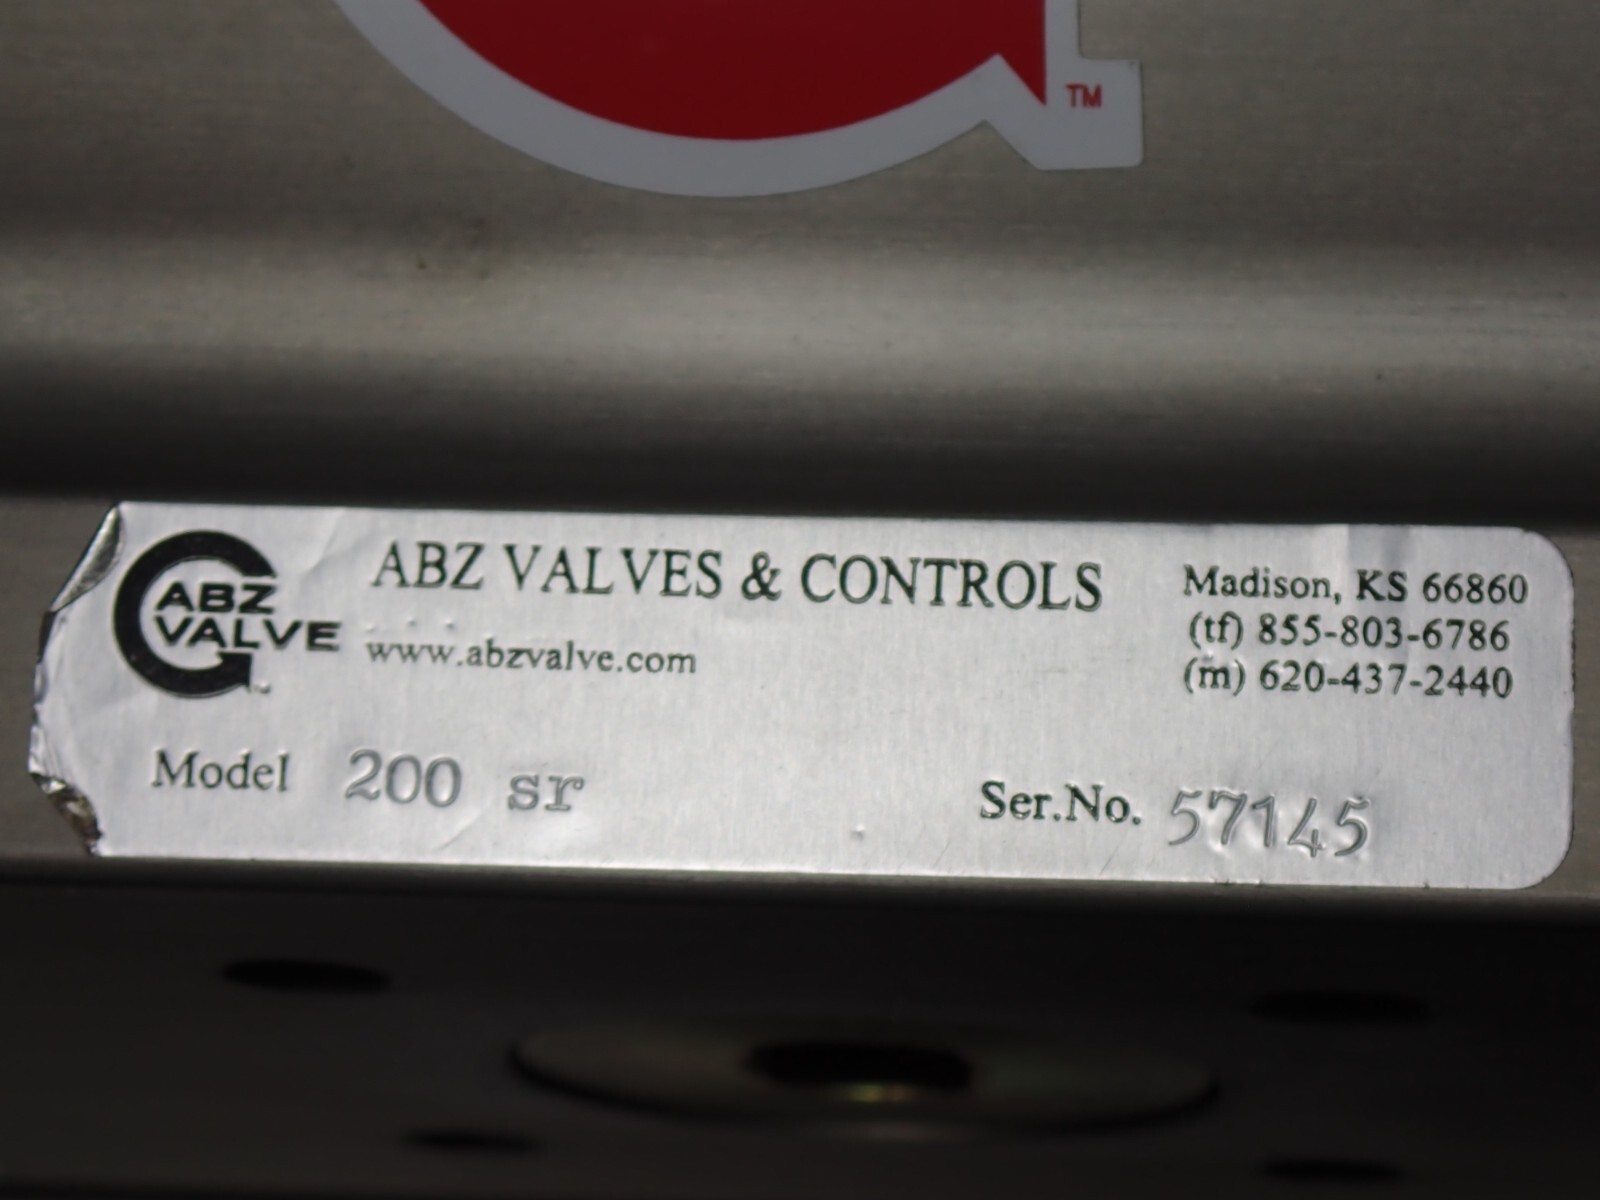 TM
ABZ
VALVE
TM
ABZ VALVES & CONTROLS
www.abzvalve.com
Madison, KS 66860
(tf) 855-803-6786
(m) 620-437-2440
Model 200 sr
Ser.No. 57145